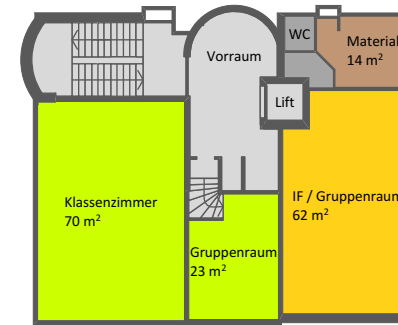 WC
Material
14 m²
Vorraum
Lift
Klassenzimmer
70 m²
IF / Gruppenraum
62 m²
Gruppenraum
23 m²